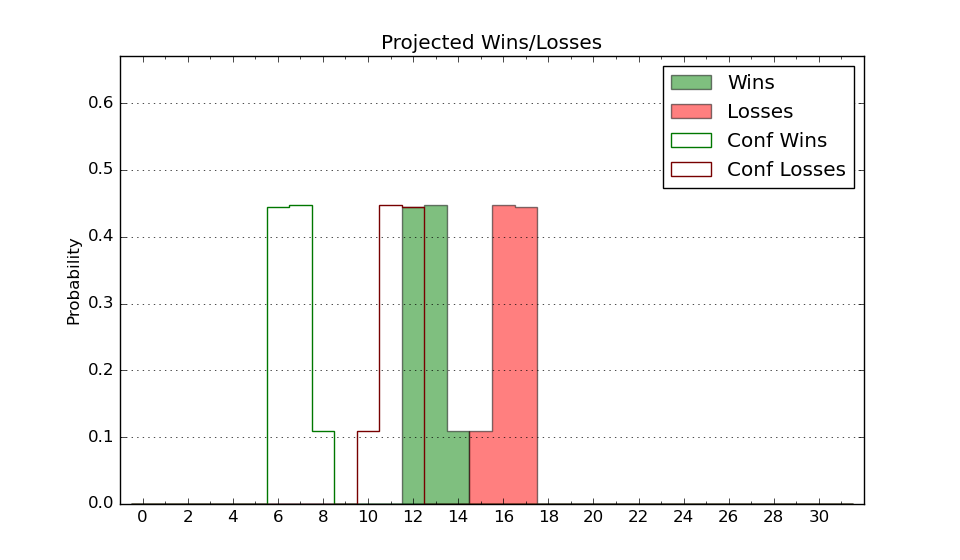 Projected Wins/Losses
Wins
Losses
Conf Wins
Conf Losses
Probability
0.6
0.5
0.4
0.3
0.2
0.1
0.0
0 2 4 6 8 10 12 14 16 18 20 22 24 26 28 30